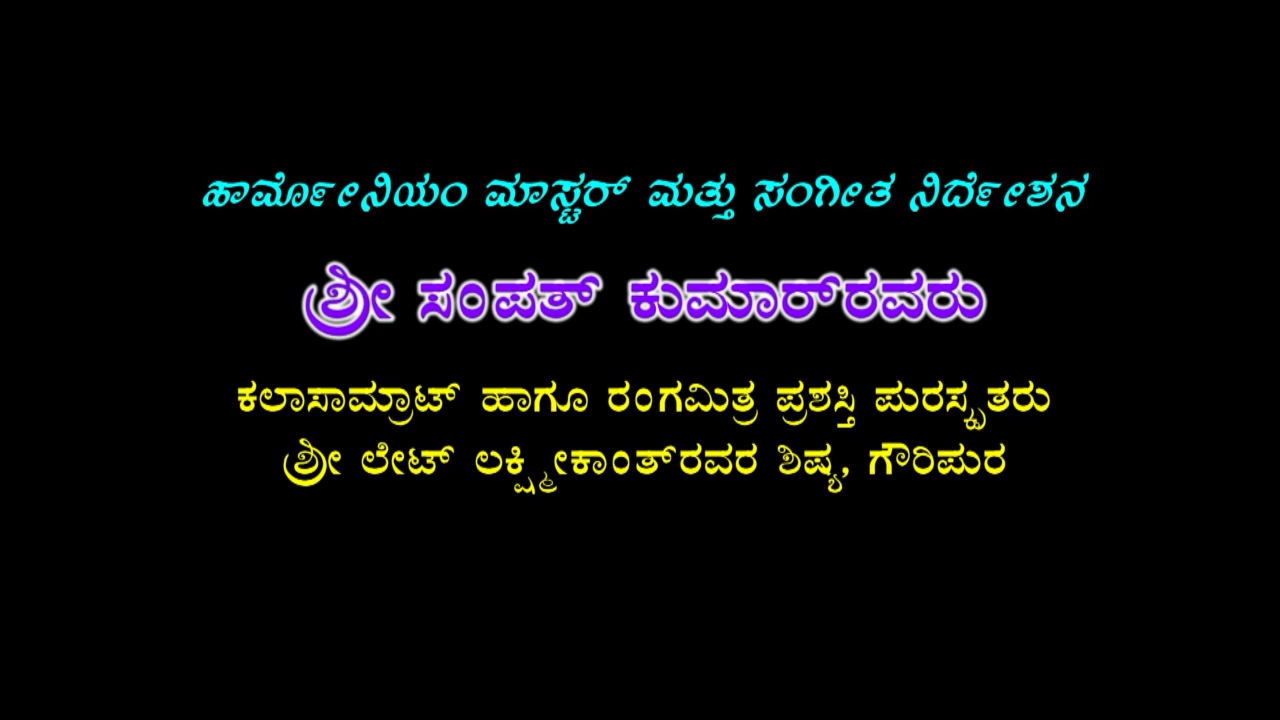 ಹಾರ್ಮೋನಿಯಂ ಮಾಸ್ಟರ್ ಮತ್ತು ಸಂಗೀತ ನಿರ್ದೇಶನ
ಶ್ರೀ ಸಂಪತ್ ಕುಮಾರ್‌ರವರು
ಕಲಾಸಾಮ್ರಾಟ್ ಹಾಗೂ ರಂಗಮಿತ್ರ ಪ್ರಶಸ್ತಿ ಪುರಸ್ಕೃತರು
ಶ್ರೀ ಲೇಟ್ ಲಕ್ಷ್ಮೀಕಾಂತ್‌ರವರ ಶಿಷ್ಯ, ಗೌರಿಪುರ